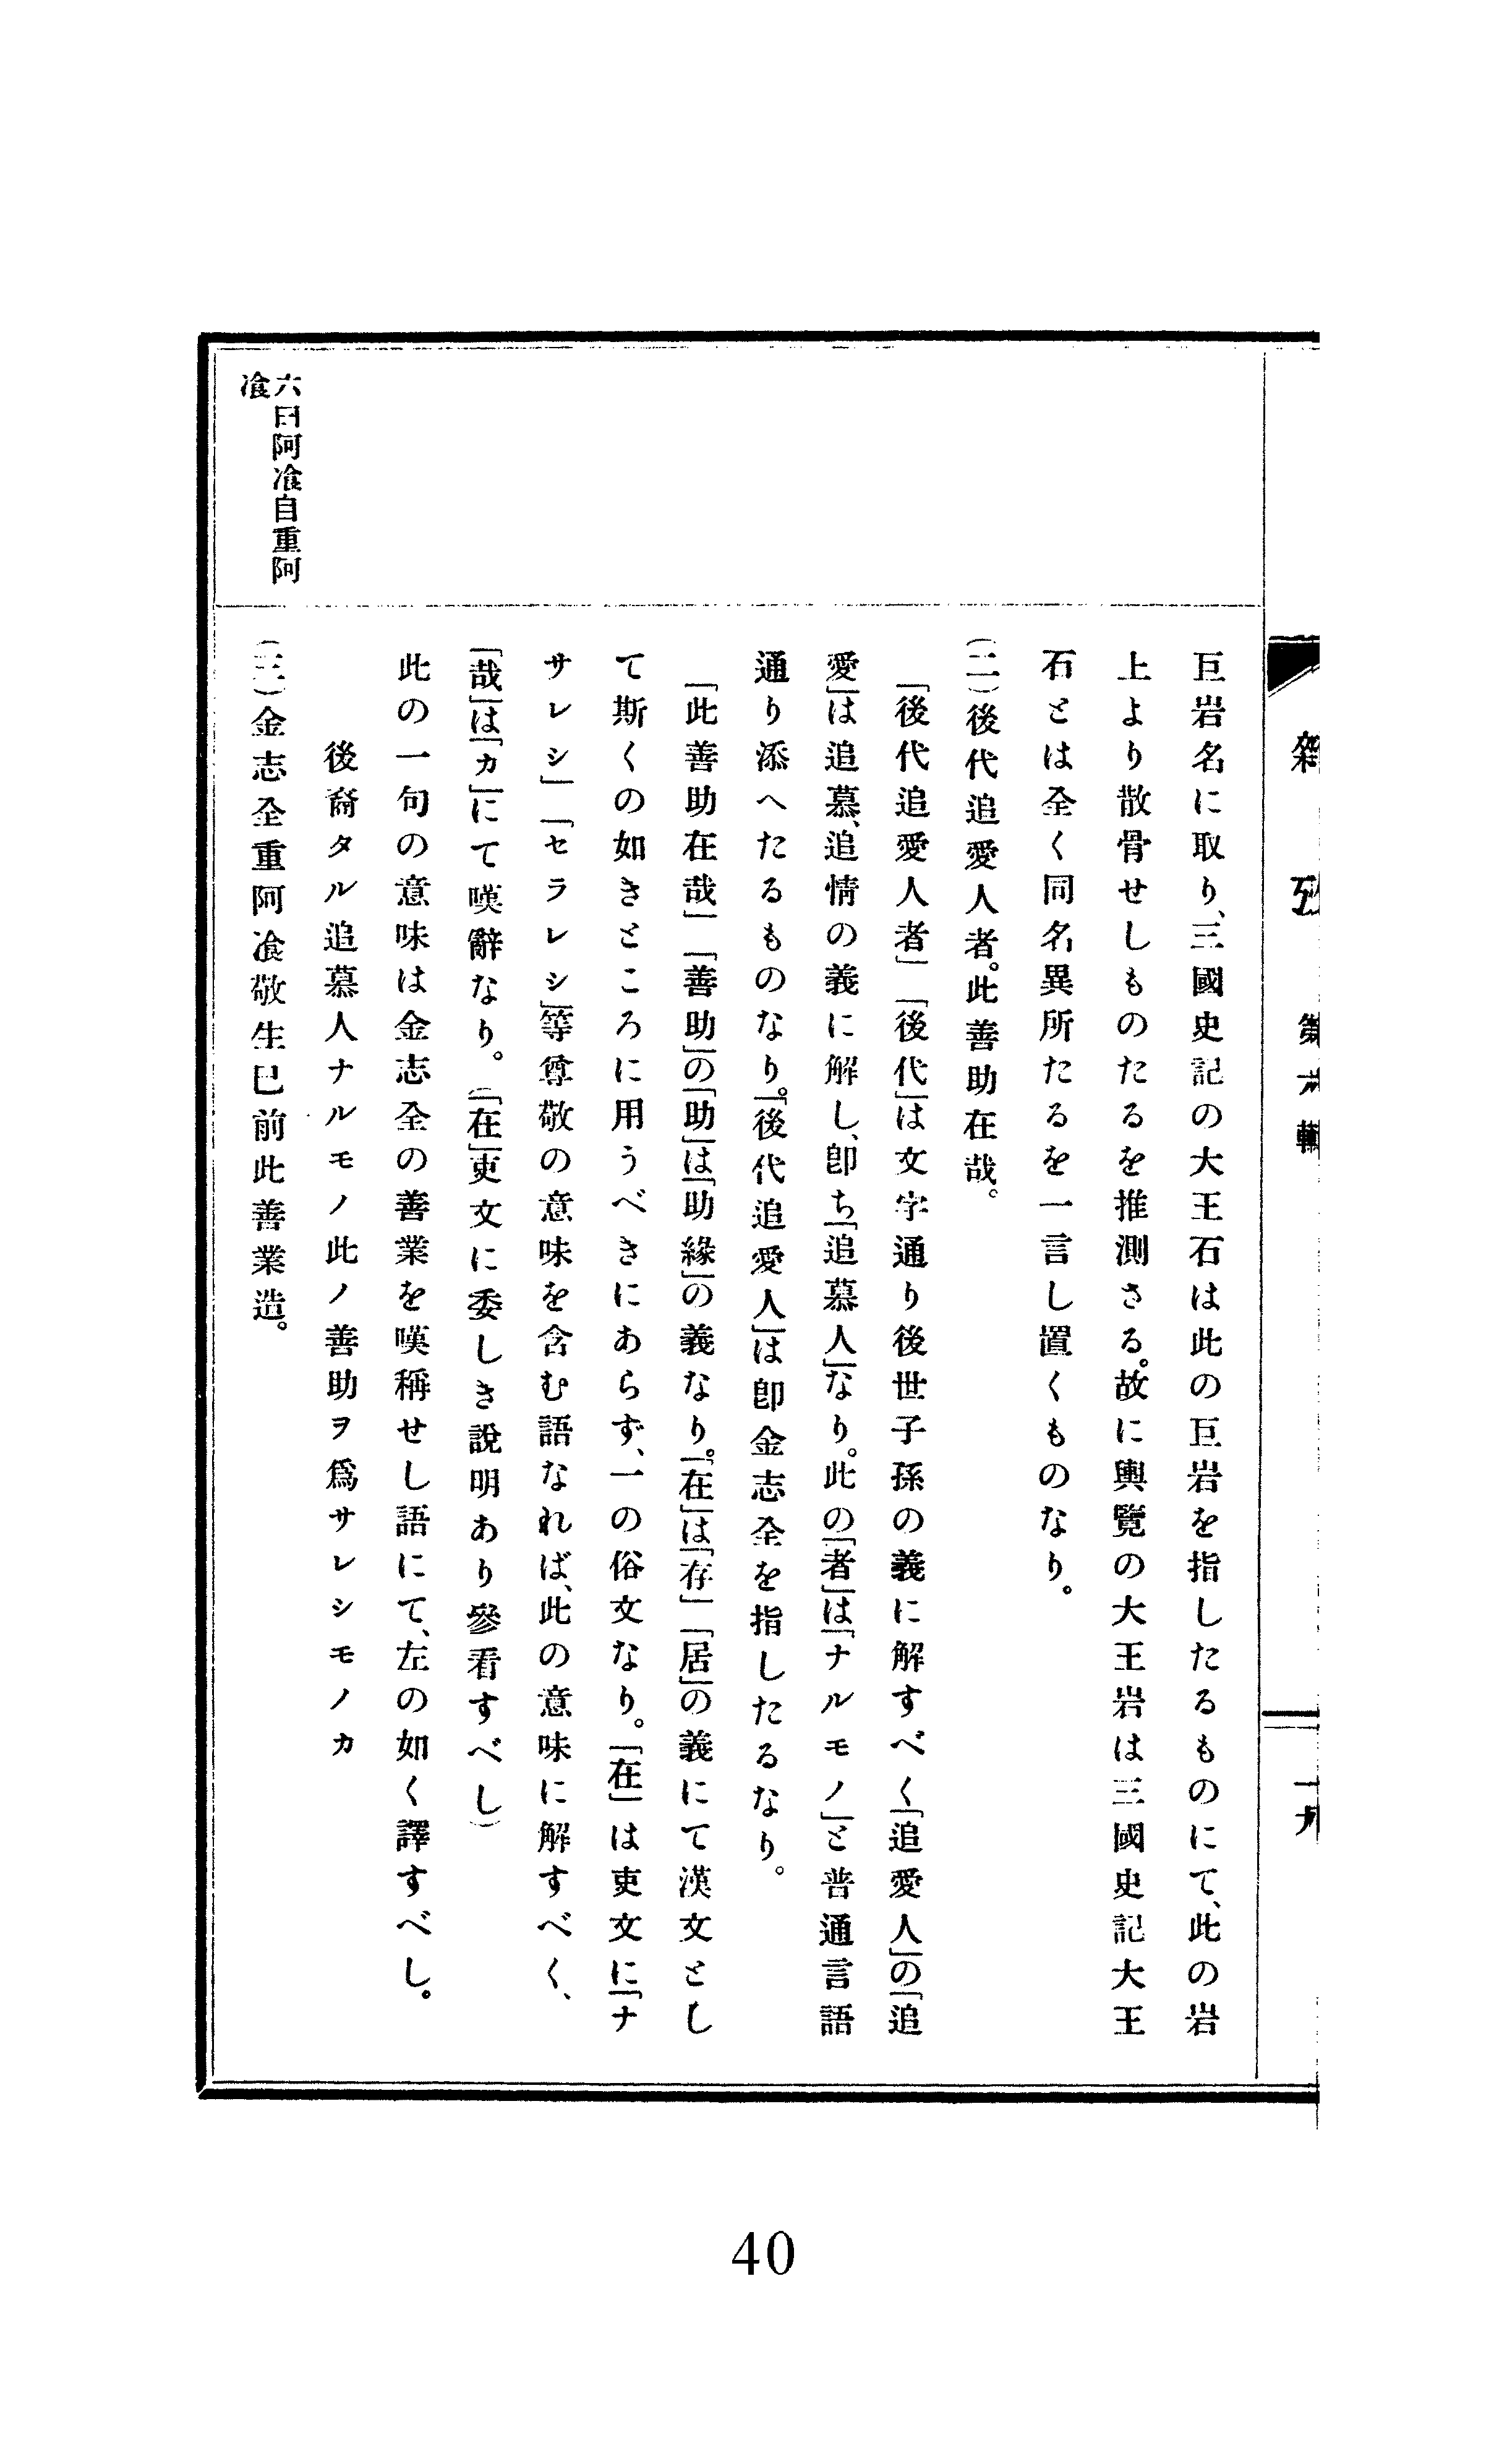 雜 攷 第六輯
一九
巨岩名に取り、三國史記の大王石は此の巨岩を指したるものにて、此の岩
上より散骨せしものたるを推測さる。故に輿覽の大王岩は三國史記大王
石とは全く同名異所たるを一言し置くものなり。
(二)後代追愛人者。此善助在哉。
「後代追愛人者」「後代」は文字通り後世子孫の義に解すべく「追愛人」の「追
愛」は追慕、追情の義に解し、卽ち「追慕人」なり。此の「者」は「ナルモノ」と普通言語
通り添へたるものなり。「後代追愛人」は卽金志全を指したるなり。
「此善助在哉」「善助」の「助」は「助緣」の義なり。「在」は「存」「居」の義にて漢文とし
て斯くの如きところに用うべきにあらず、一の俗文なり。「在」は吏文に「ナ
サレシ」「セラレシ」等尊敬の意味を含む語なれば、此の意味に解すべく、
「哉」は「カ」にて嘆辭なり。(「在」吏文に委しき說明あり參看すべし)
此の一句の意味は金志全の善業を嘆稱せし語にて、左の如く譯すべし。
後裔タル追慕人ナルモノ此ノ善助ヲ爲サレシモノカ
(三)金志全重阿飡敬生已前此善業造。
六曰阿飡自重阿
飡
40